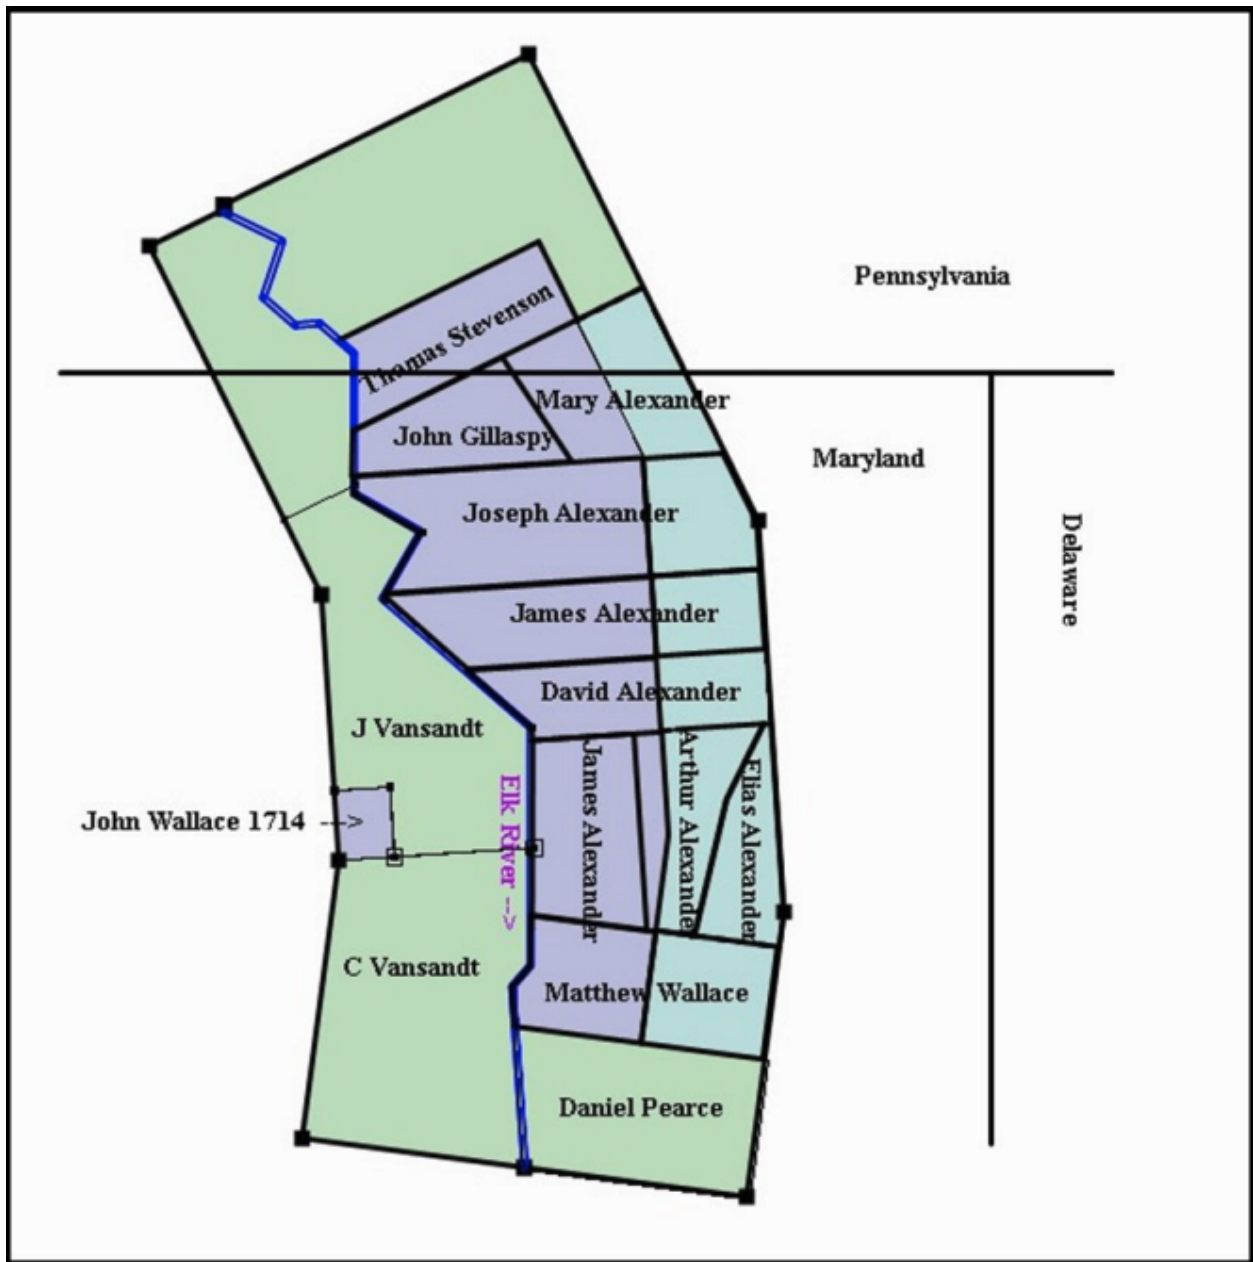 Pennsylvania
Thomas Stevenson
Mary Alexander
John Gillaspy
Maryland
Joseph Alexander
Delaware
James Alexander
David Alexander
J Vansandt
James Alexander
Arthur Alexander
Elias Alexander
Elk River -->
John Wallace 1714 --->
C Vansandt
Matthew Wallace
Daniel Pearce